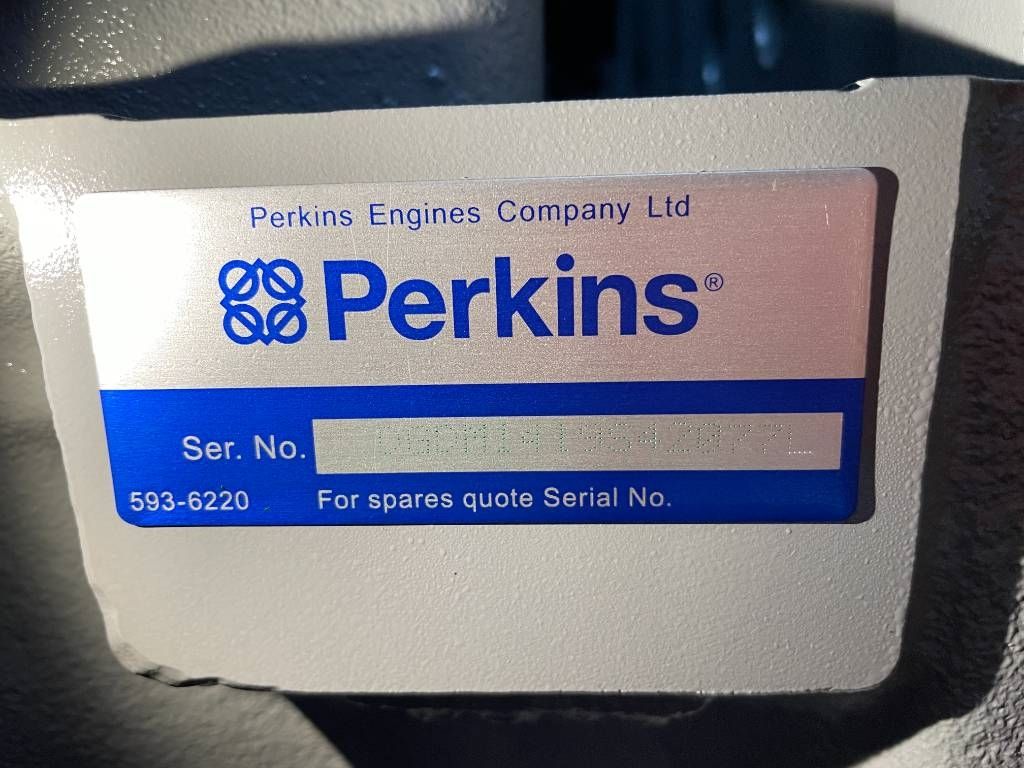 Perkins Engines Company Ltd
Perkins®
Ser. No.
593-6220 For spares quote Serial No.